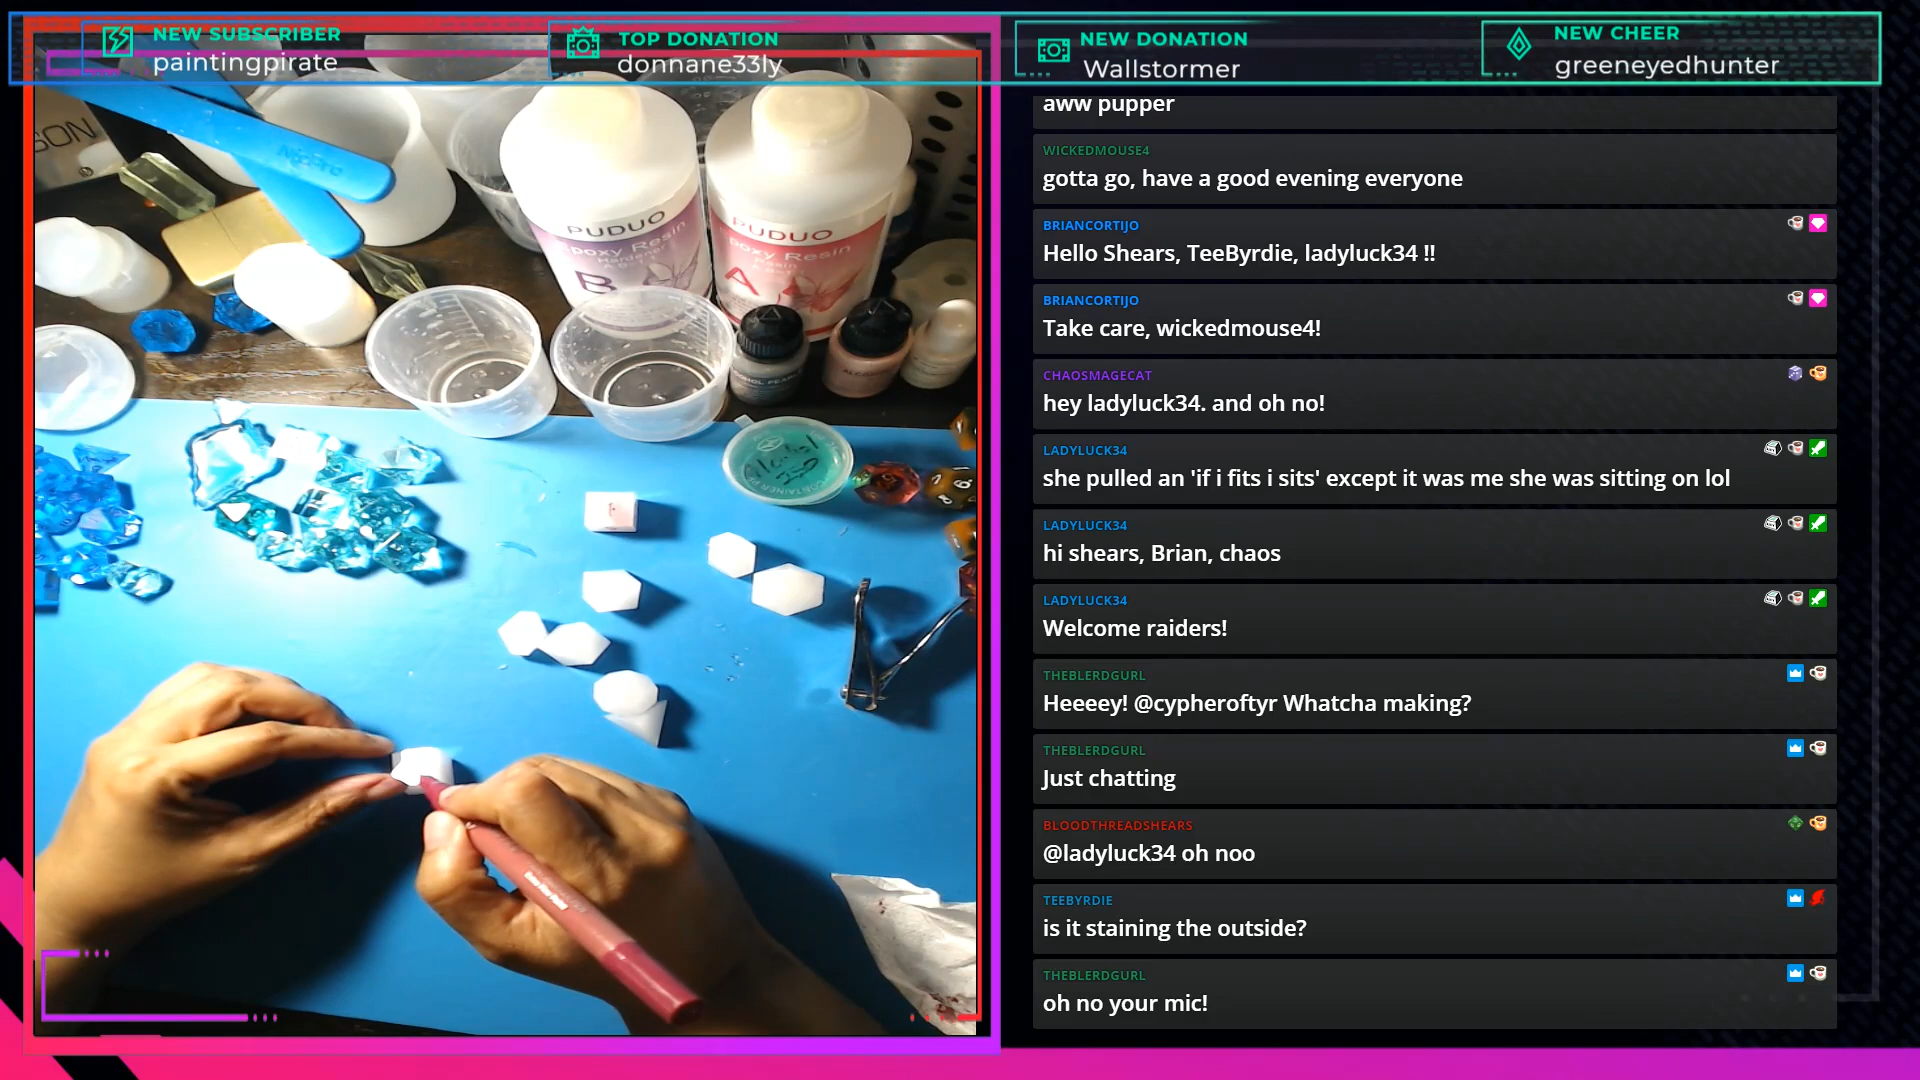 NEW SUBSCRIBER
paintingpirate
TOP DONATION
donnane33ly
NEW DONATION
Wallstormer
NEW CHEER
greeneyedhunter
SON
PUDUO
Epoxy Resin
Hardener
B
PUDUO
Epoxy Resin
Resin
A
aww pupper
WICKEDMOUSE4
gotta go, have a good evening everyone
BRIANCORTIJO
Hello Shears, TeeByrdie, ladyluck34 !!
BRIANCORTIJO
Take care, wickedmouse4!
CHAOSMAGECAT
hey ladyluck34. and oh no!
LADYLUCK34
she pulled an 'if i fits i sits' except it was me she was sitting on lol
LADYLUCK34
hi shears, Brian, chaos
LADYLUCK34
Welcome raiders!
THEBLERDGURL
Heeeey! @cypheroftyr Whatcha making?
THEBLERDGURL
Just chatting
BLOODTHREADSHEARS
@ladyluck34 oh noo
TEEBYRDIE
is it staining the outside?
THEBLERDGURL
oh no your mic!